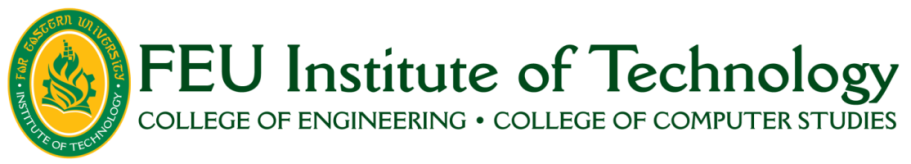 FAR EASTERN UNIVERSITY
• INSTITUTE OF TECHNOLOGY •
FEU Institute of Technology
COLLEGE OF ENGINEERING • COLLEGE OF COMPUTER STUDIES